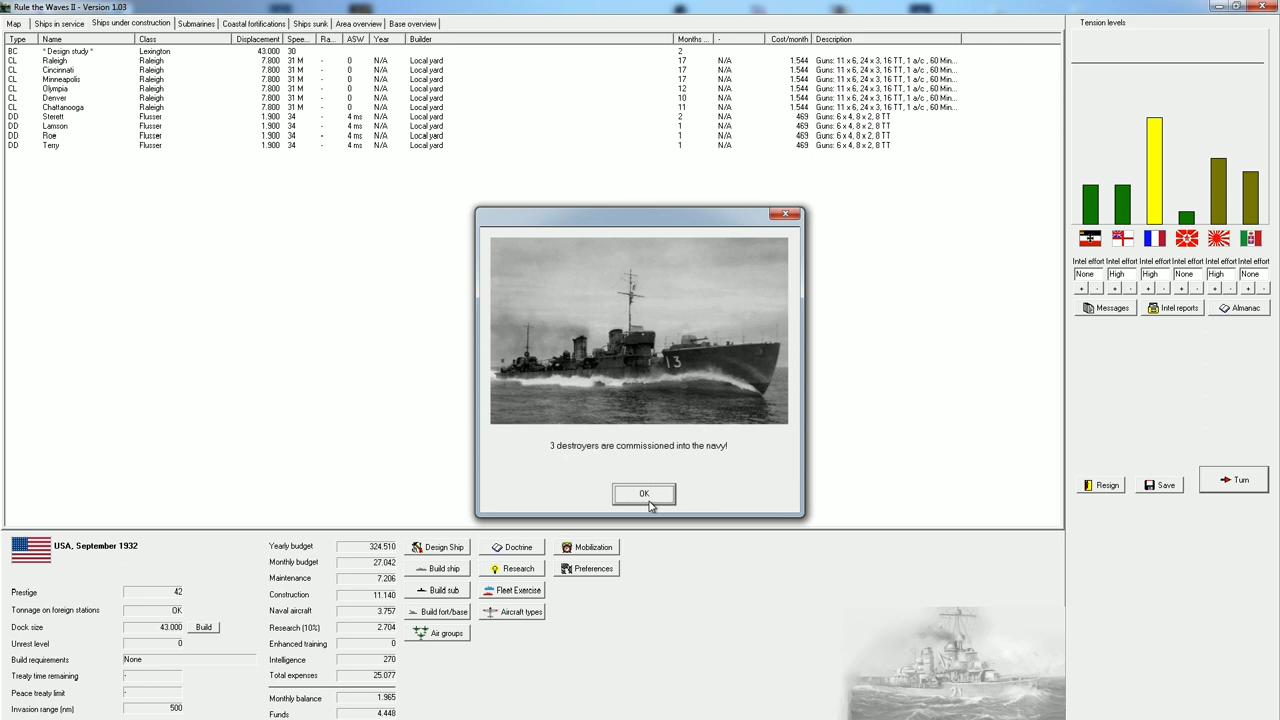 Rule the Waves II - Version 1.03
Map Ships in service Ships under construction Submarines Coastal fortifications Ships sunk Area overview Base overview
Type Name Class Displacement Spee... Ra... ASW Year Builder Months ... - Cost/month Description
BC * Design study * Lexington 43.000 30 2
CL Raleigh Raleigh 7.800 31 M - 0 N/A Local yard 17 N/A 1.544 Guns: 11 x 6, 24 x 3, 16 TT, 1 a/c , 60 Min...
CL Cincinnati Raleigh 7.800 31 M - 0 N/A Local yard 17 N/A 1.544 Guns: 11 x 6, 24 x 3, 16 TT, 1 a/c , 60 Min...
CL Minneapolis Raleigh 7.800 31 M - 0 N/A Local yard 17 N/A 1.544 Guns: 11 x 6, 24 x 3, 16 TT, 1 a/c , 60 Min...
CL Olympia Raleigh 7.800 31 M - 0 N/A Local yard 12 N/A 1.544 Guns: 11 x 6, 24 x 3, 16 TT, 1 a/c , 60 Min...
CL Denver Raleigh 7.800 31 M - 0 N/A Local yard 10 N/A 1.544 Guns: 11 x 6, 24 x 3, 16 TT, 1 a/c , 60 Min...
CL Chattanooga Raleigh 7.800 31 M - 0 N/A Local yard 11 N/A 1.544 Guns: 11 x 6, 24 x 3, 16 TT, 1 a/c , 60 Min...
DD Sterett Flusser 1.900 34 - 4 ms N/A Local yard 2 N/A 469 Guns: 6 x 4, 8 x 2, 8 TT
DD Lamson Flusser 1.900 34 - 4 ms N/A Local yard 1 N/A 469 Guns: 6 x 4, 8 x 2, 8 TT
DD Roe Flusser 1.900 34 - 4 ms N/A Local yard 1 N/A 469 Guns: 6 x 4, 8 x 2, 8 TT
DD Terry Flusser 1.900 34 - 4 ms N/A Local yard 1 N/A 469 Guns: 6 x 4, 8 x 2, 8 TT
13
3 destroyers are commissioned into the navy!
OK
Tension levels
Intel effort Intel effort Intel effort Intel effort Intel effort Intel effort
None High High None High None
+ - + - + - + - + - + -
Messages Intel reports Almanac
Resign Save Turn
USA, September 1932
Prestige 42
Tonnage on foreign stations OK
Dock size 43.000 Build
Unrest level 0
Build requirements None
Treaty time remaining -
Peace treaty limit -
Invasion range (nm) 500
Yearly budget 324.510
Monthly budget 27.042
Maintenance 7.206
Construction 11.140
Naval aircraft 3.757
Research (10%) 2.704
Enhanced training 0
Intelligence 270
Total expenses 25.077
Monthly balance 1.965
Funds 4.448
Design Ship Doctrine Mobilization
Build ship Research Preferences
Build sub Fleet Exercise
Build fort/base Aircraft types
Air groups